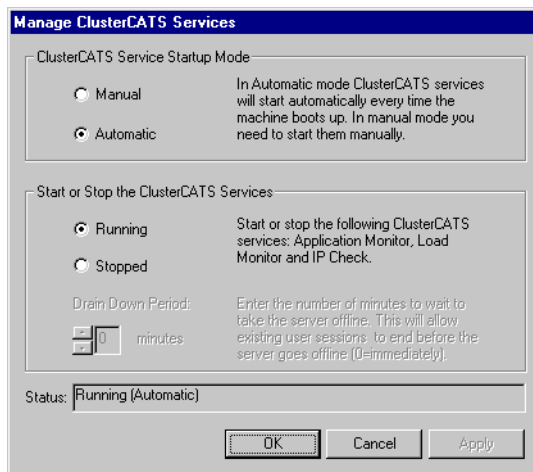 Manage ClusterCATS Services
ClusterCATS Service Startup Mode
Manual
Automatic
In Automatic mode ClusterCATS services
will start automatically every time the
machine boots up. In manual mode you
need to start them manually.
Start or Stop the ClusterCATS Services
Running
Stopped
Start or stop the following ClusterCATS
services: Application Monitor, Load
Monitor and IP Check.
Drain Down Period:
0 minutes
Enter the number of minutes to wait to
take the server offline. This will allow
existing user sessions to end before the
server goes offline (0=immediately).
Status: Running (Automatic)
OK Cancel Apply